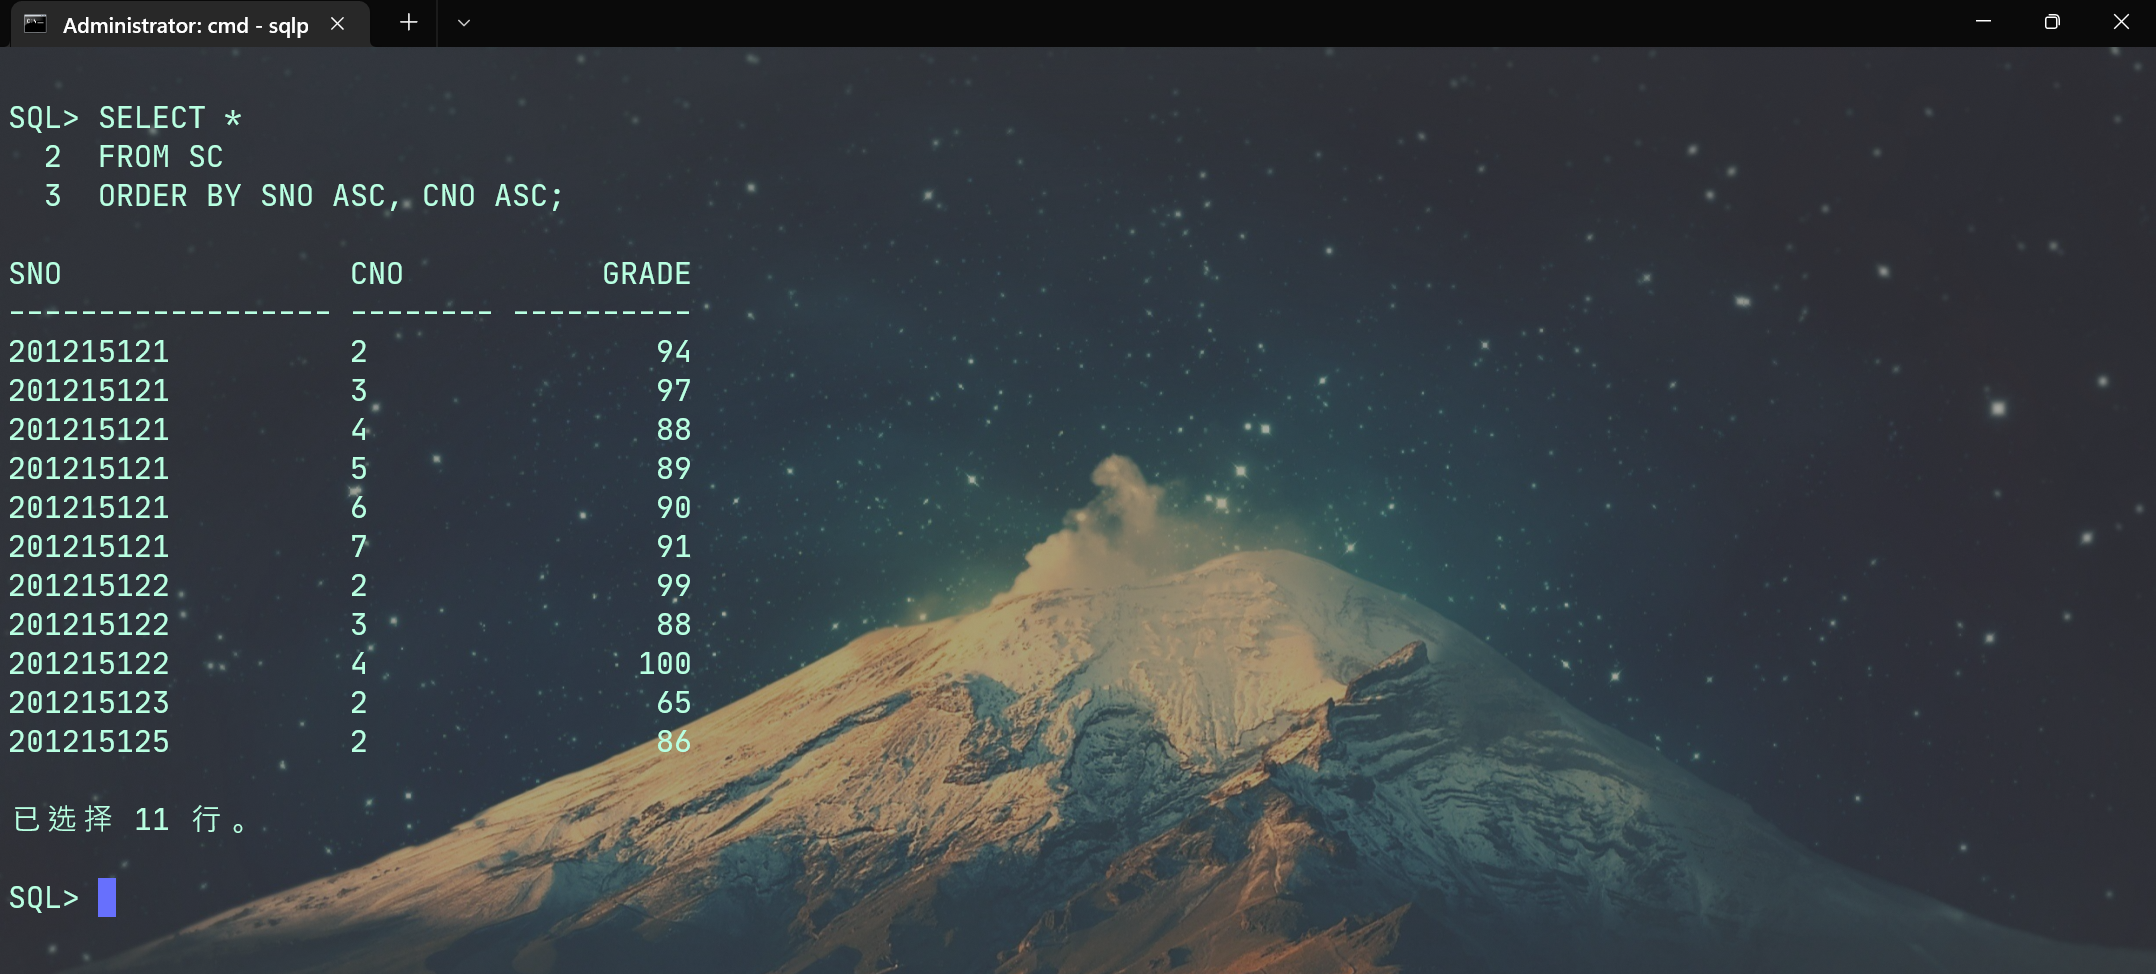 Administrator: cmd - sqlp
SQL> SELECT *
  2  FROM SC
  3  ORDER BY SNO ASC, CNO ASC;
SNO                CNO           GRADE
------------------ -------- ----------
201215121          2                94
201215121          3                97
201215121          4                88
201215121          5                89
201215121          6                90
201215121          7                91
201215122          2                99
201215122          3                88
201215122          4               100
201215123          2                65
201215125          2                86
已选择 11 行。
SQL>